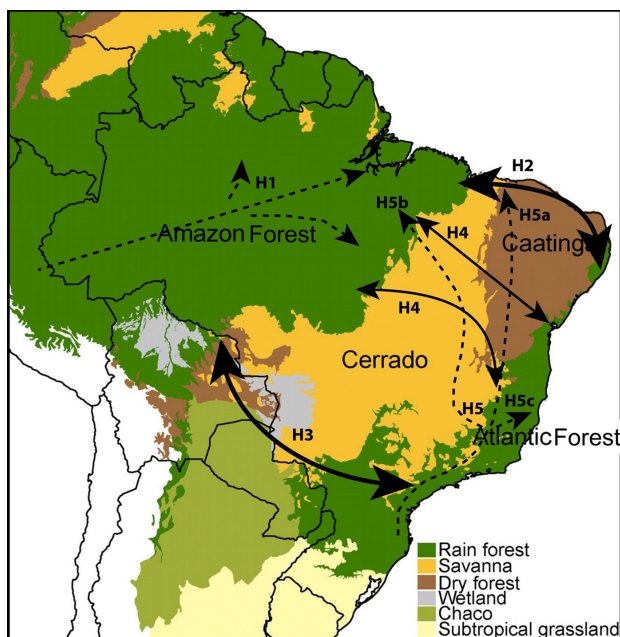 H2
H1
H5b
H5a
Amazon Forest
H4
Caating
H4
Cerrado
H5
H5c
H3
Atlantic Forest
Rain forest
Savanna
Dry forest
Wetland
Chaco
Subtropical grassland